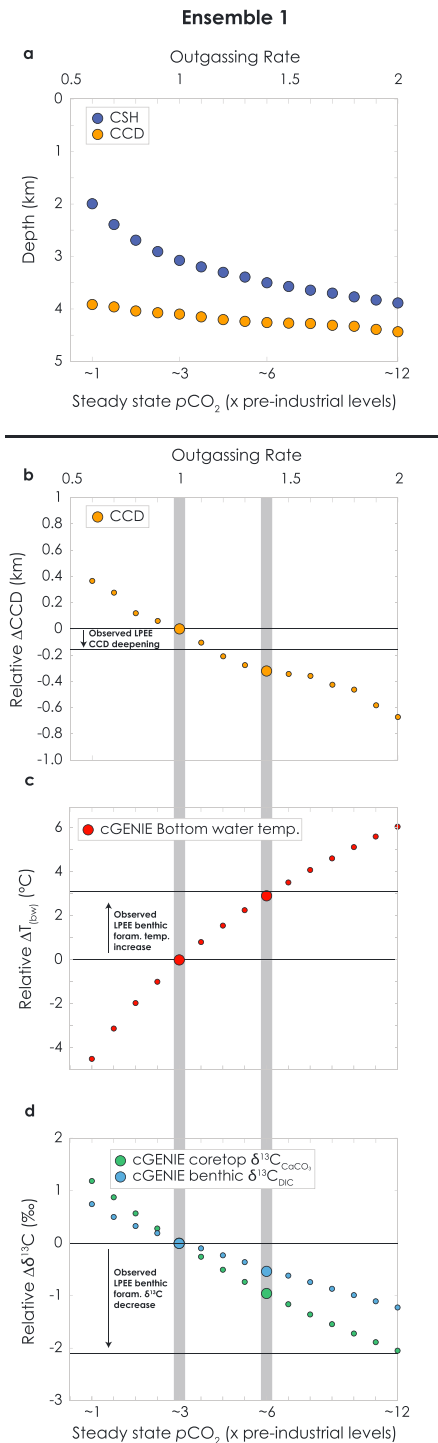 Ensemble 1
a
Outgassing Rate
0.5 1 1.5 2
CSH
CCD
Depth (km)
0
1
2
3
4
5
~1 ~3 ~6 ~12
Steady state pCO₂ (x pre-industrial levels)
Outgassing Rate
b
0.5 1 1.5 2
CCD
Relative ΔCCD (km)
1
0.8
0.6
0.4
0.2
0
-0.2
-0.4
-0.6
-0.8
-1.0
Observed LPEE
CCD deepening
c
cGENIE Bottom water temp.
Relative ΔT(bw) (°C)
6
4
2
0
-2
-4
Observed
LPEE benthic
foram. temp.
increase
d
cGENIE coretop δ¹³C CaCO₃
cGENIE benthic δ¹³C DIC
Relative Δδ¹³C (‰)
2
1
0
-1
-2
-3
Observed
LPEE benthic
foram. δ¹³C
decrease
~1 ~3 ~6 ~12
Steady state pCO₂ (x pre-industrial levels)